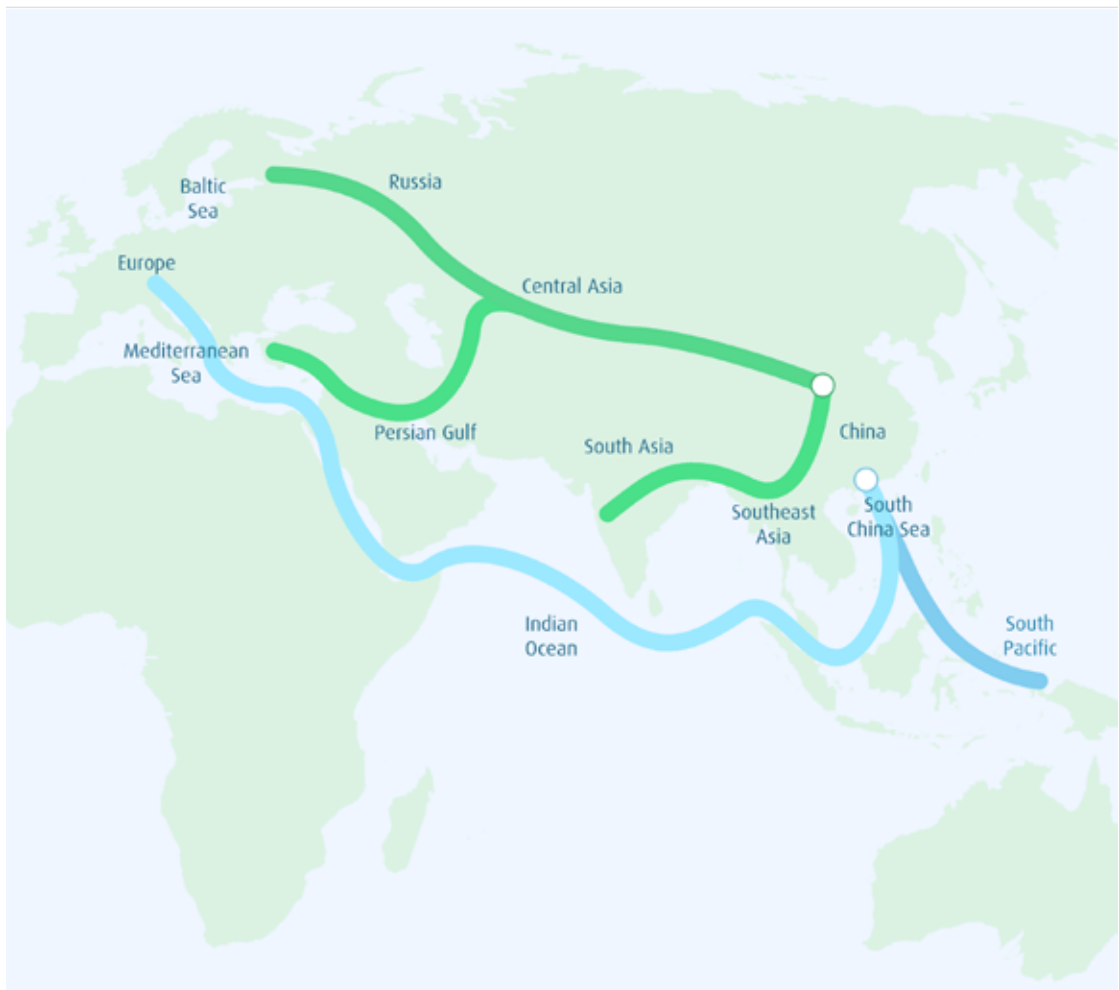 Russia
Baltic
Sea
Europe
Central Asia
Mediterranean
Sea
Persian Gulf
China
South Asia
South
China Sea
Southeast
Asia
Indian
Ocean
South
Pacific